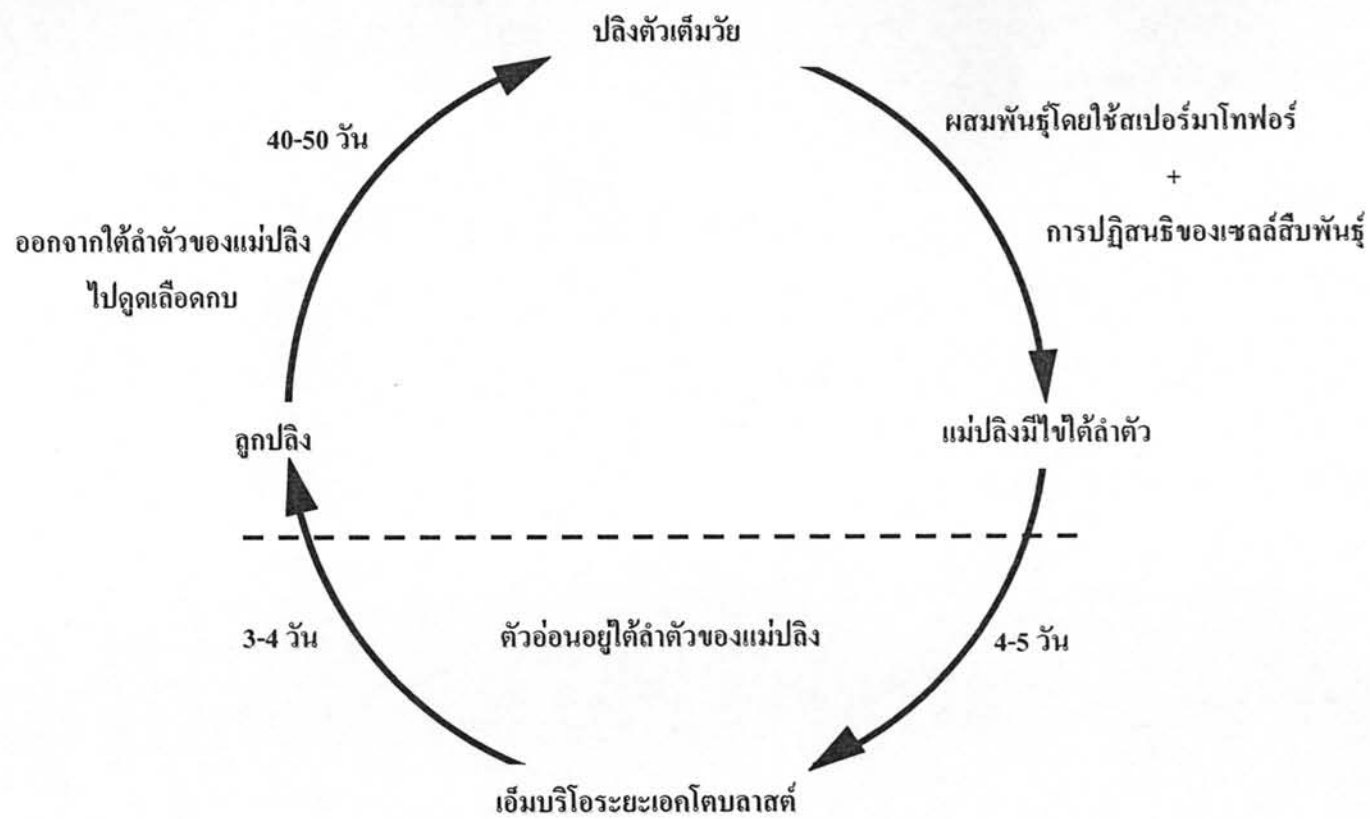 ปลิงตัวเต็มวัย
ผสมพันธุ์โดยใช้สเปอร์มาโทฟอร์
+
การปฏิสนธิของเซลล์สืบพันธุ์
40-50 วัน
ออกจากใต้ลำตัวของแม่ปลิง
ไปดูดเลือดกบ
ลูกปลิง
แม่ปลิงมีไข่ใต้ลำตัว
3-4 วัน
ตัวอ่อนอยู่ใต้ลำตัวของแม่ปลิง
4-5 วัน
เอ็มบริโอระยะเอคโตบลาสต์